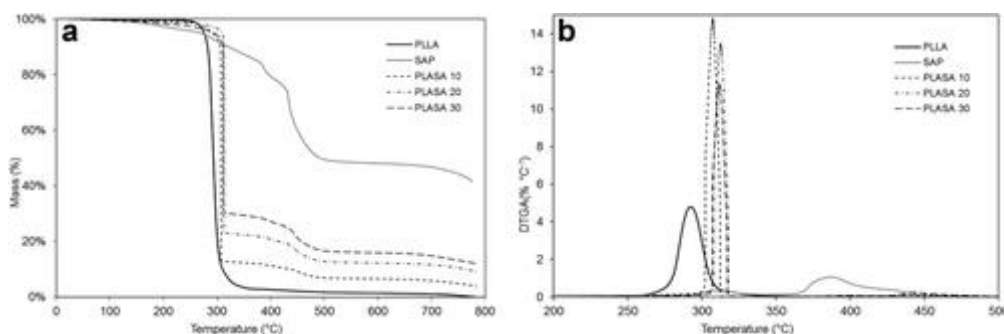 a
100%
80%
60%
40%
20%
0%
Mass (%)
PLLA
SAP
PLASA 10
PLASA 20
PLASA 30
0 100 200 300 400 500 600 700 800
Temperature (°C)
b
14
12
10
8
6
4
2
0
DTGA(% °C⁻¹)
PLLA
SAP
PLASA 10
PLASA 20
PLASA 30
200 250 300 350 400 450 500
Temperature (°C)